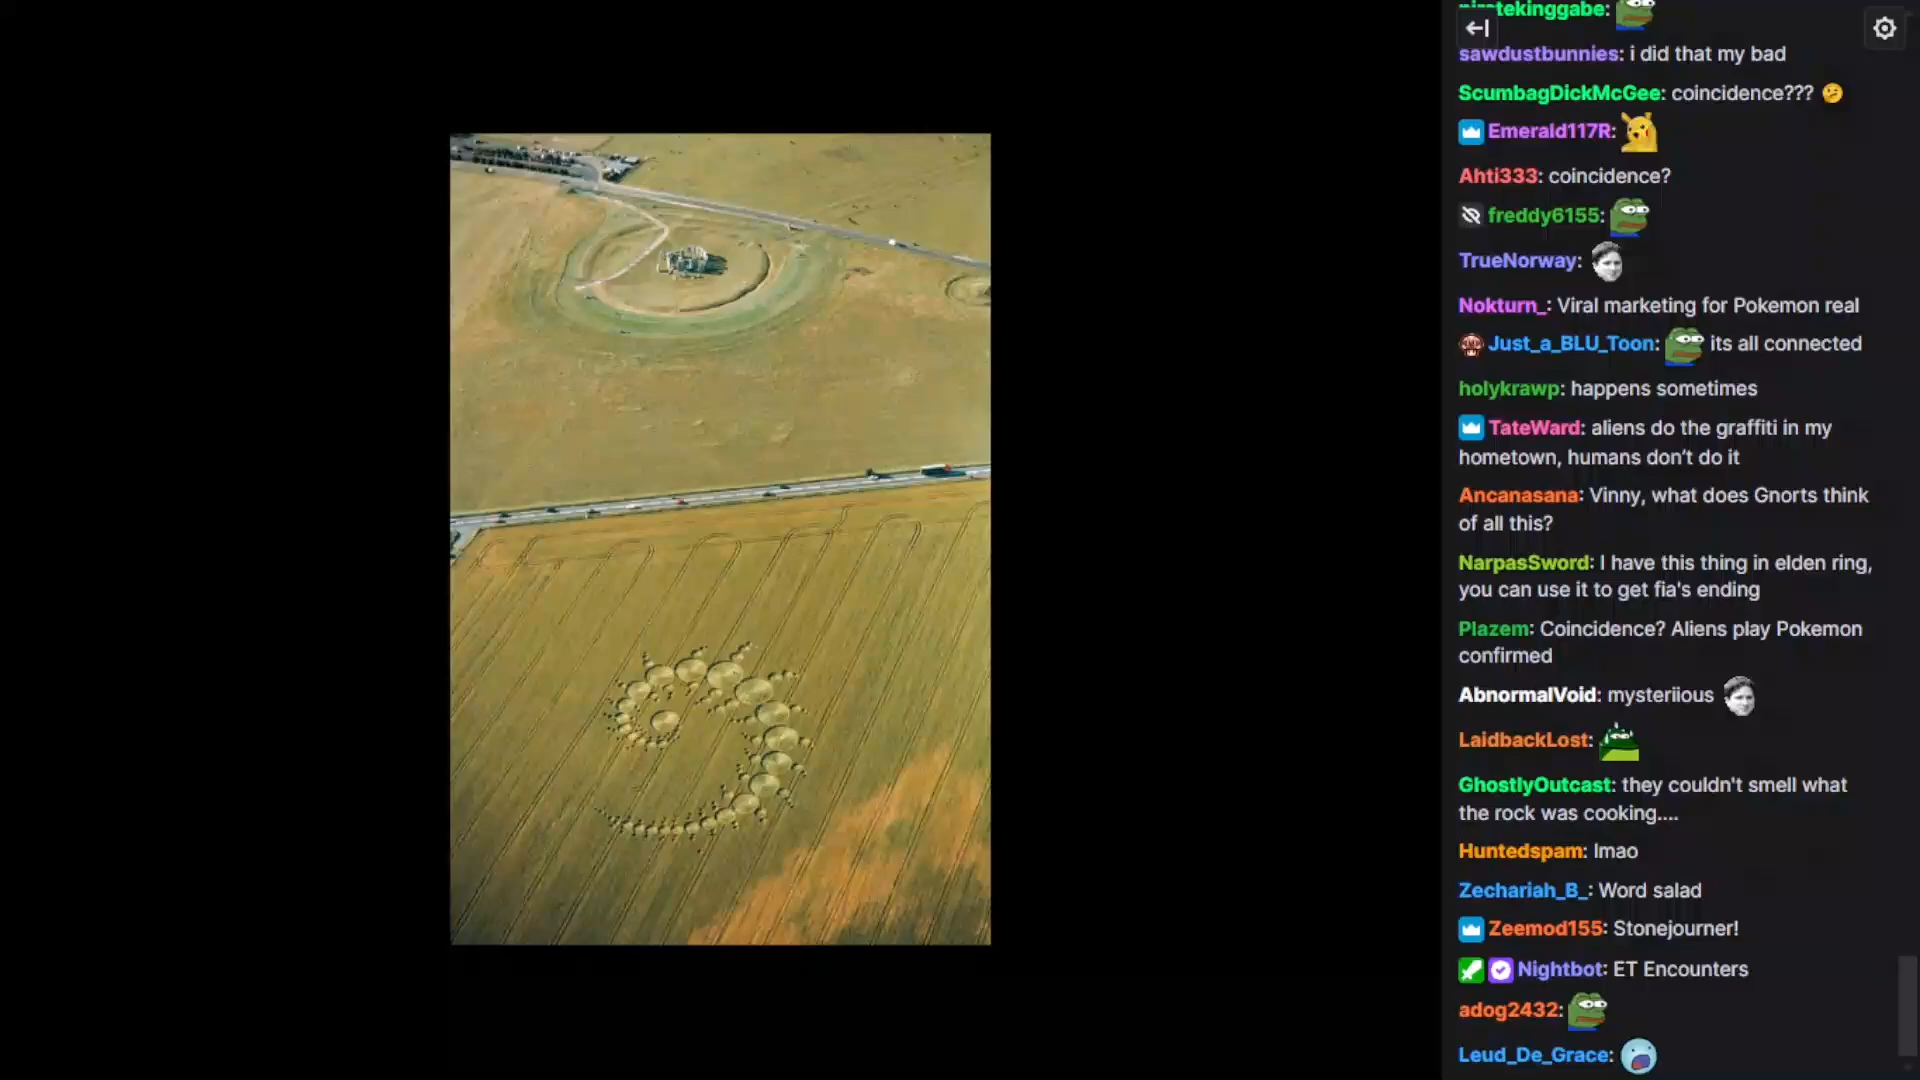 piratekinggabe:
sawdustbunnies: i did that my bad
ScumbagDickMcGee: coincidence???
Emerald117R:
Ahti333: coincidence?
freddy6155:
TrueNorway:
Nokturn_: Viral marketing for Pokemon real
Just_a_BLU_Toon: its all connected
holykrawp: happens sometimes
TateWard: aliens do the graffiti in my
hometown, humans don’t do it
Ancanasana: Vinny, what does Gnorts think
of all this?
NarpasSword: I have this thing in elden ring,
you can use it to get fia's ending
Plazem: Coincidence? Aliens play Pokemon
confirmed
AbnormalVoid: mysteriious
LaidbackLost:
GhostlyOutcast: they couldn't smell what
the rock was cooking....
Huntedspam: lmao
Zechariah_B_: Word salad
Zeemod155: Stonejourner!
Nightbot: ET Encounters
adog2432:
Leud_De_Grace: